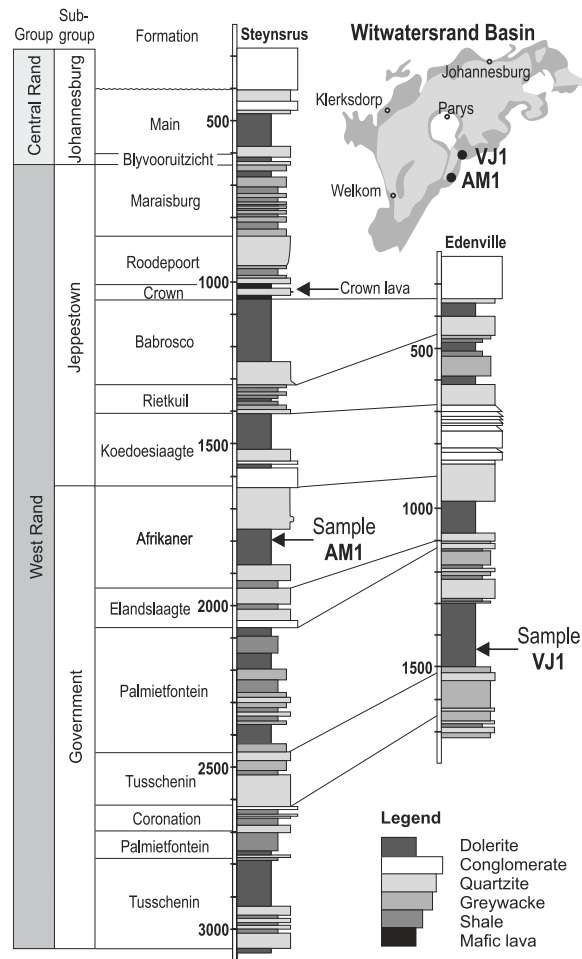 Group
Sub-
group
Formation
Steynsrus
Witwatersrand Basin
Central Rand
Johannesburg
Main
500
Blyvooruitzicht
Johannesburg
Klerksdorp
Parys
VJ1
AM1
Welkom
West Rand
Jeppestown
Maraisburg
Roodepoort
1000
Crown
Crown lava
Babrosco
Rietkuil
Koedoesiaagte
1500
Edenville
500
1000
1500
Government
Afrikaner
Sample
AM1
Elandslaagte
2000
Sample
VJ1
Palmietfontein
2500
Tusschenin
Coronation
Palmietfontein
Tusschenin
3000
Legend
Dolerite
Conglomerate
Quartzite
Greywacke
Shale
Mafic lava